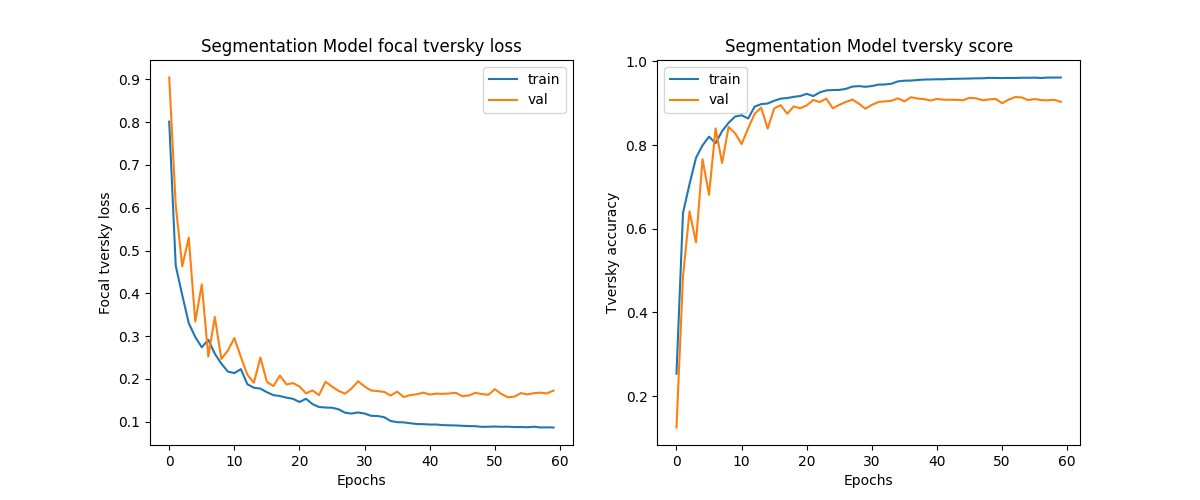 Segmentation Model focal tversky loss
train
val
Focal tversky loss
0.9
0.8
0.7
0.6
0.5
0.4
0.3
0.2
0.1
0 10 20 30 40 50 60
Epochs
Segmentation Model tversky score
train
val
Tversky accuracy
1.0
0.8
0.6
0.4
0.2
0 10 20 30 40 50 60
Epochs